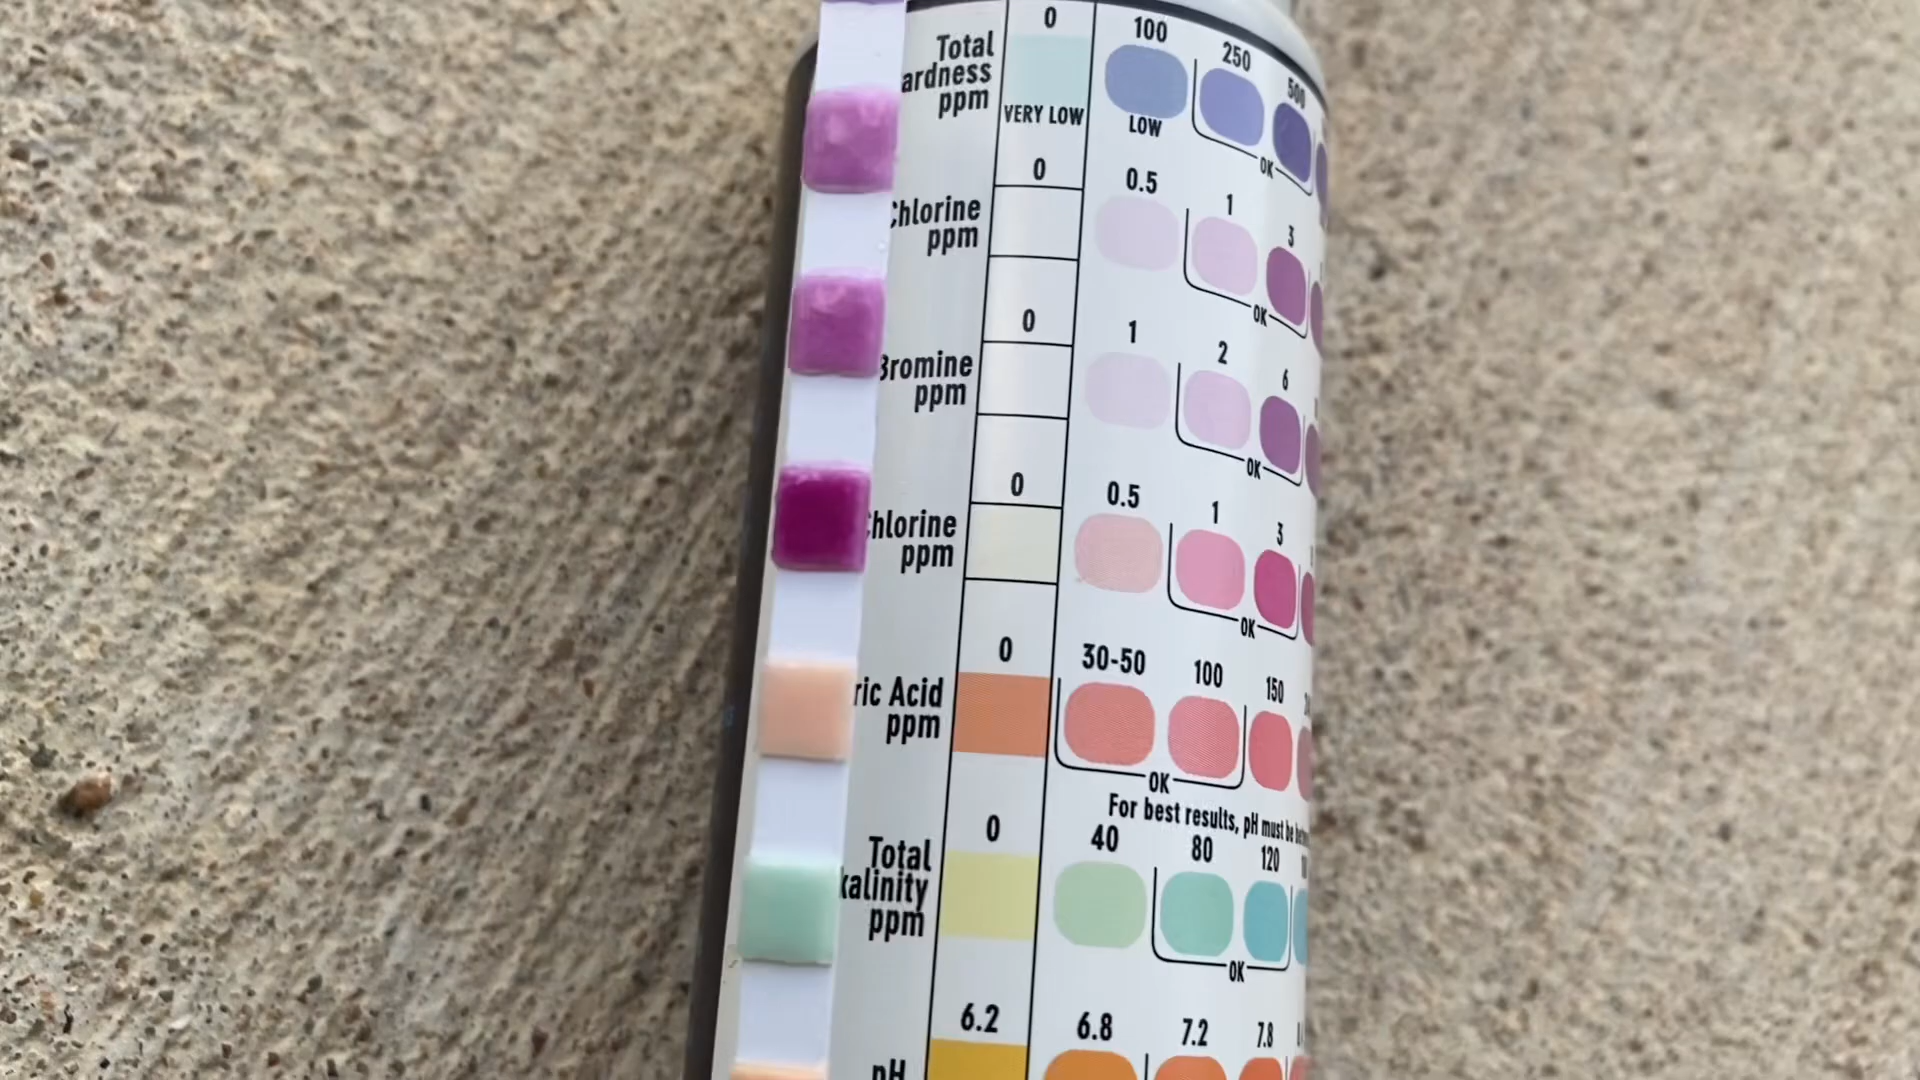 0 100 250 500
Total
ardness
ppm
VERY LOW LOW OK
0 0.5 1 3
Chlorine
ppm
OK
0 1 2 6
Bromine
ppm
OK
0 0.5 1 3
Chlorine
ppm
OK
0 30-50 100 150
ric Acid
ppm
OK
For best results, pH must be
0 40 80 120
Total
kalinity
ppm
OK
6.2 6.8 7.2 7.8
pH